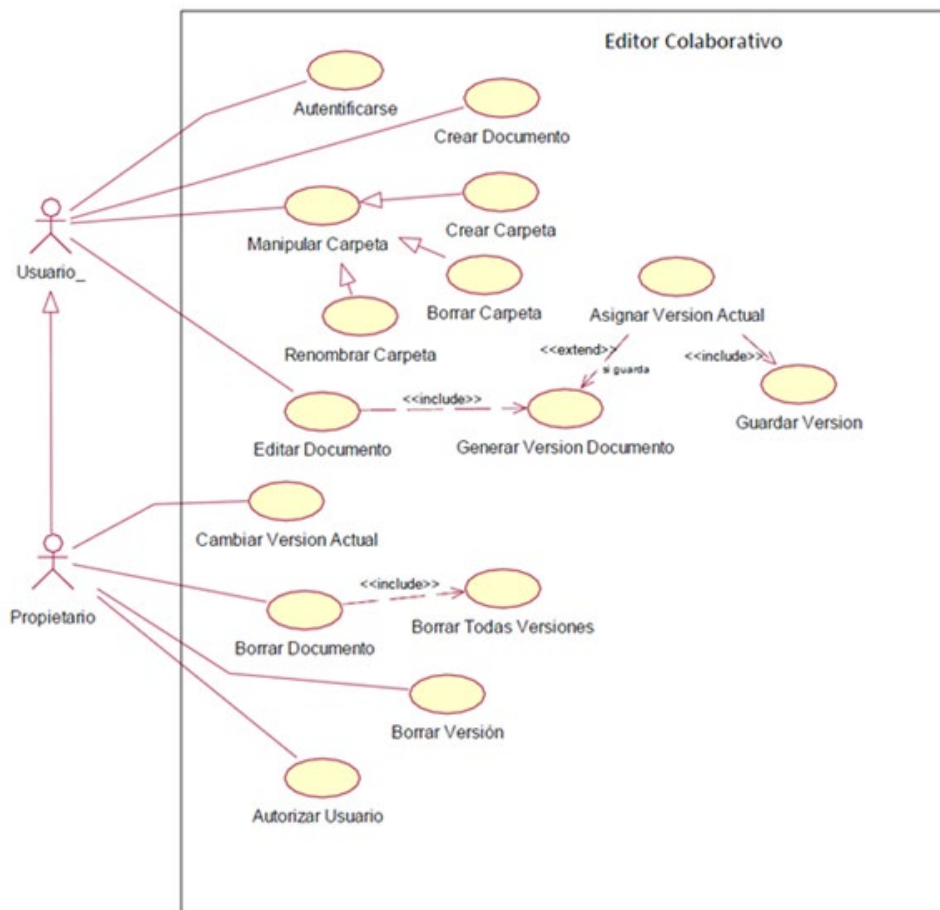 Editor Colaborativo
Autentificarse
Crear Documento
Manipular Carpeta
Crear Carpeta
Usuario_
Borrar Carpeta
Asignar Version Actual
Renombrar Carpeta
<<extend>>
si guarda
<<include>>
<<include>>
Guardar Version
Editar Documento
Generar Version Documento
Cambiar Version Actual
<<include>>
Propietario
Borrar Documento
Borrar Todas Versiones
Borrar Versión
Autorizar Usuario